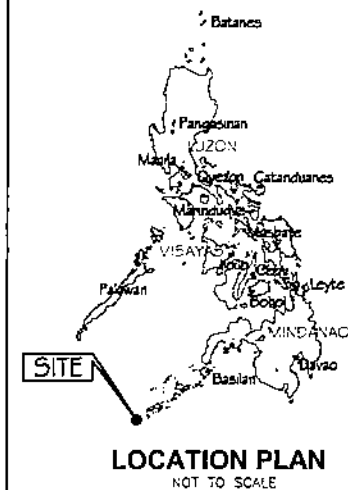 Batanes
Pangasinan
LUZON
Manila
Quezon
Catanduanes
Marinduque
Masbate
VISAYAS
Iloilo
Cebu
Leyte
Palawan
Bohol
MINDANAO
SITE
Basilan
Davao
LOCATION PLAN
NOT TO SCALE